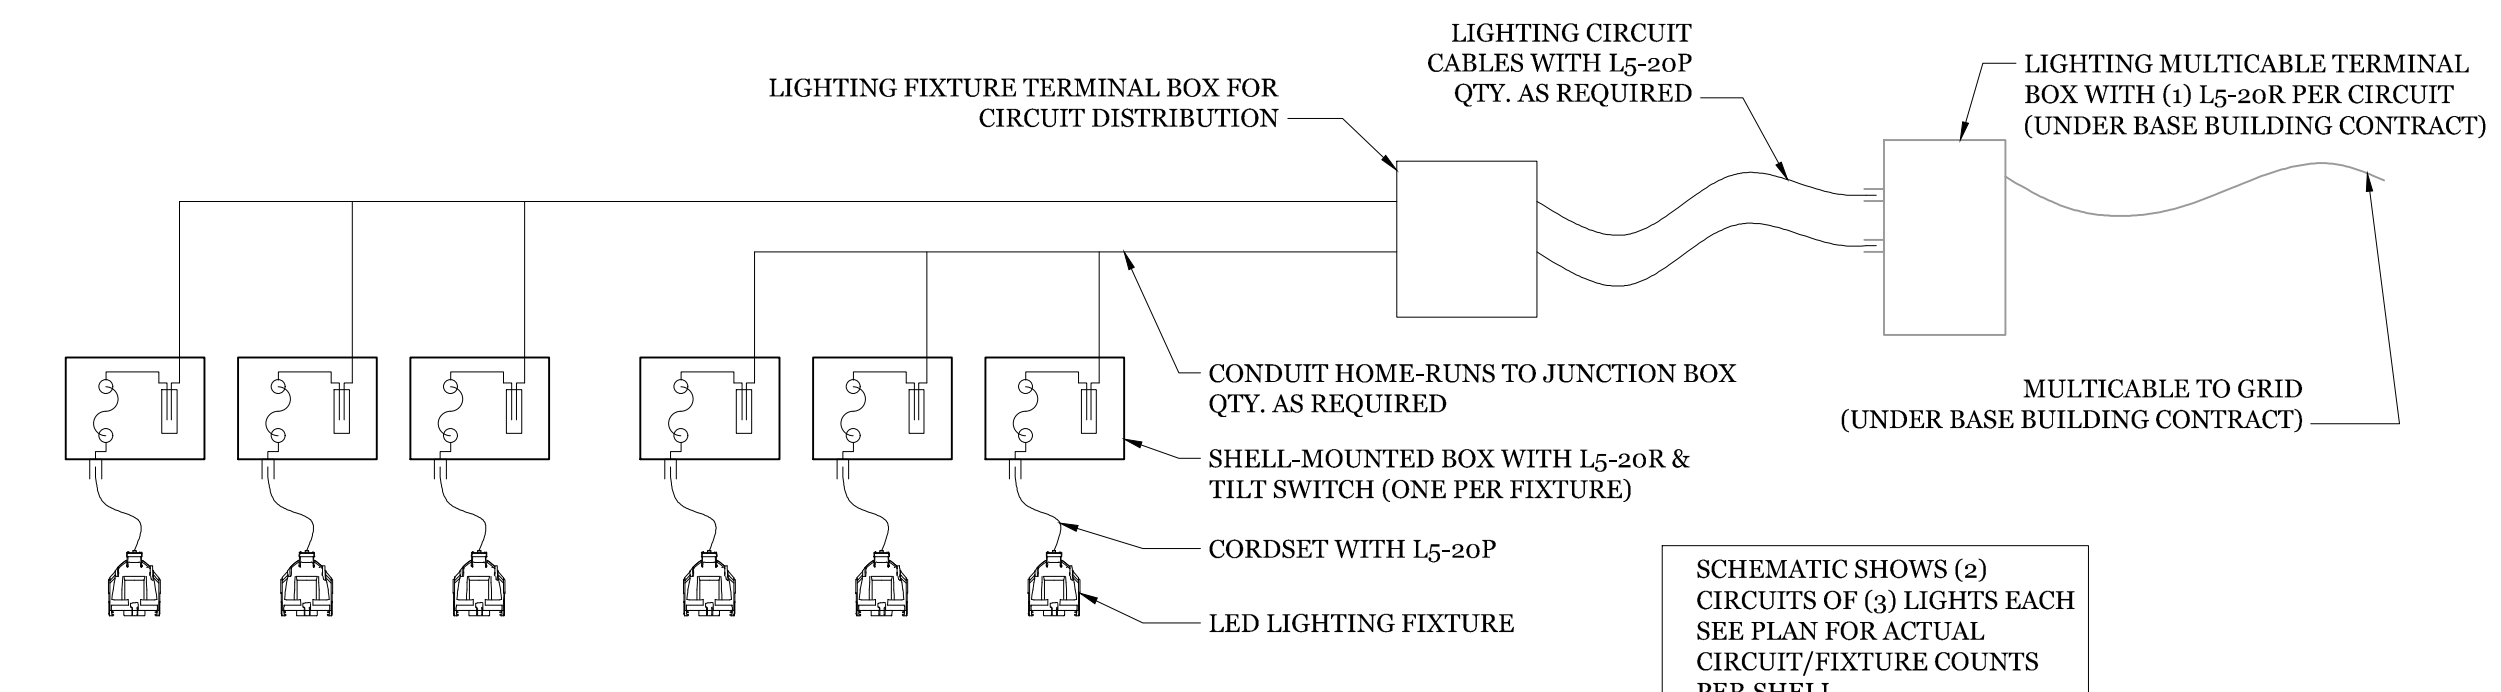 LIGHTING FIXTURE TERMINAL BOX FOR
CIRCUIT DISTRIBUTION
LIGHTING CIRCUIT
CABLES WITH L5-20P
QTY. AS REQUIRED
LIGHTING MULTICABLE TERMINAL
BOX WITH (1) L5-20R PER CIRCUIT
(UNDER BASE BUILDING CONTRACT)
CONDUIT HOME-RUNS TO JUNCTION BOX
QTY. AS REQUIRED
MULTICABLE TO GRID
(UNDER BASE BUILDING CONTRACT)
SHELL-MOUNTED BOX WITH L5-20R &
TILT SWITCH (ONE PER FIXTURE)
CORDSET WITH L5-20P
LED LIGHTING FIXTURE
SCHEMATIC SHOWS (2)
CIRCUITS OF (3) LIGHTS EACH
SEE PLAN FOR ACTUAL
CIRCUIT/FIXTURE COUNTS
PER SHELL